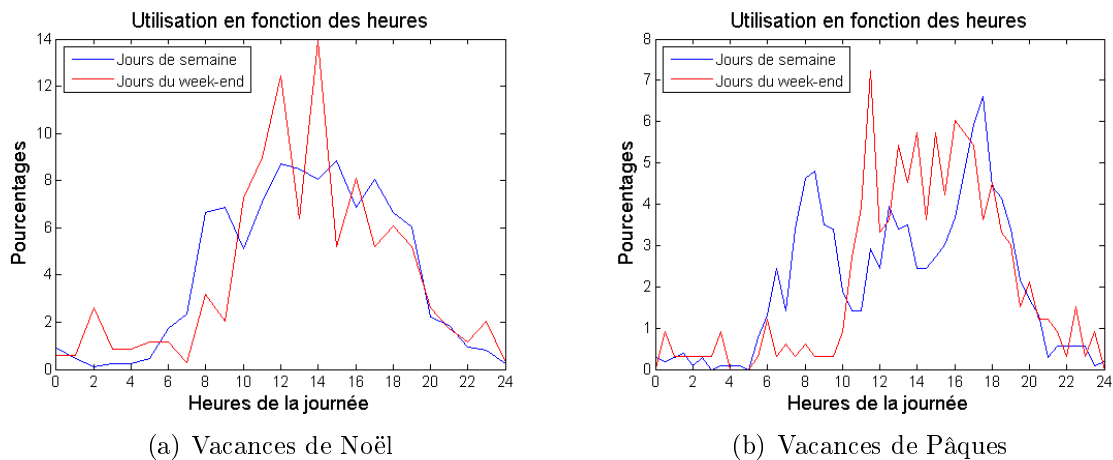 Utilisation en fonction des heures
Jours de semaine
Jours du week-end
Pourcentages
14
12
10
8
6
4
2
0
0 2 4 6 8 10 12 14 16 18 20 22 24
Heures de la journée
(a) Vacances de Noël
Utilisation en fonction des heures
Jours de semaine
Jours du week-end
Pourcentages
8
7
6
5
4
3
2
1
0
0 2 4 6 8 10 12 14 16 18 20 22 24
Heures de la journée
(b) Vacances de Pâques